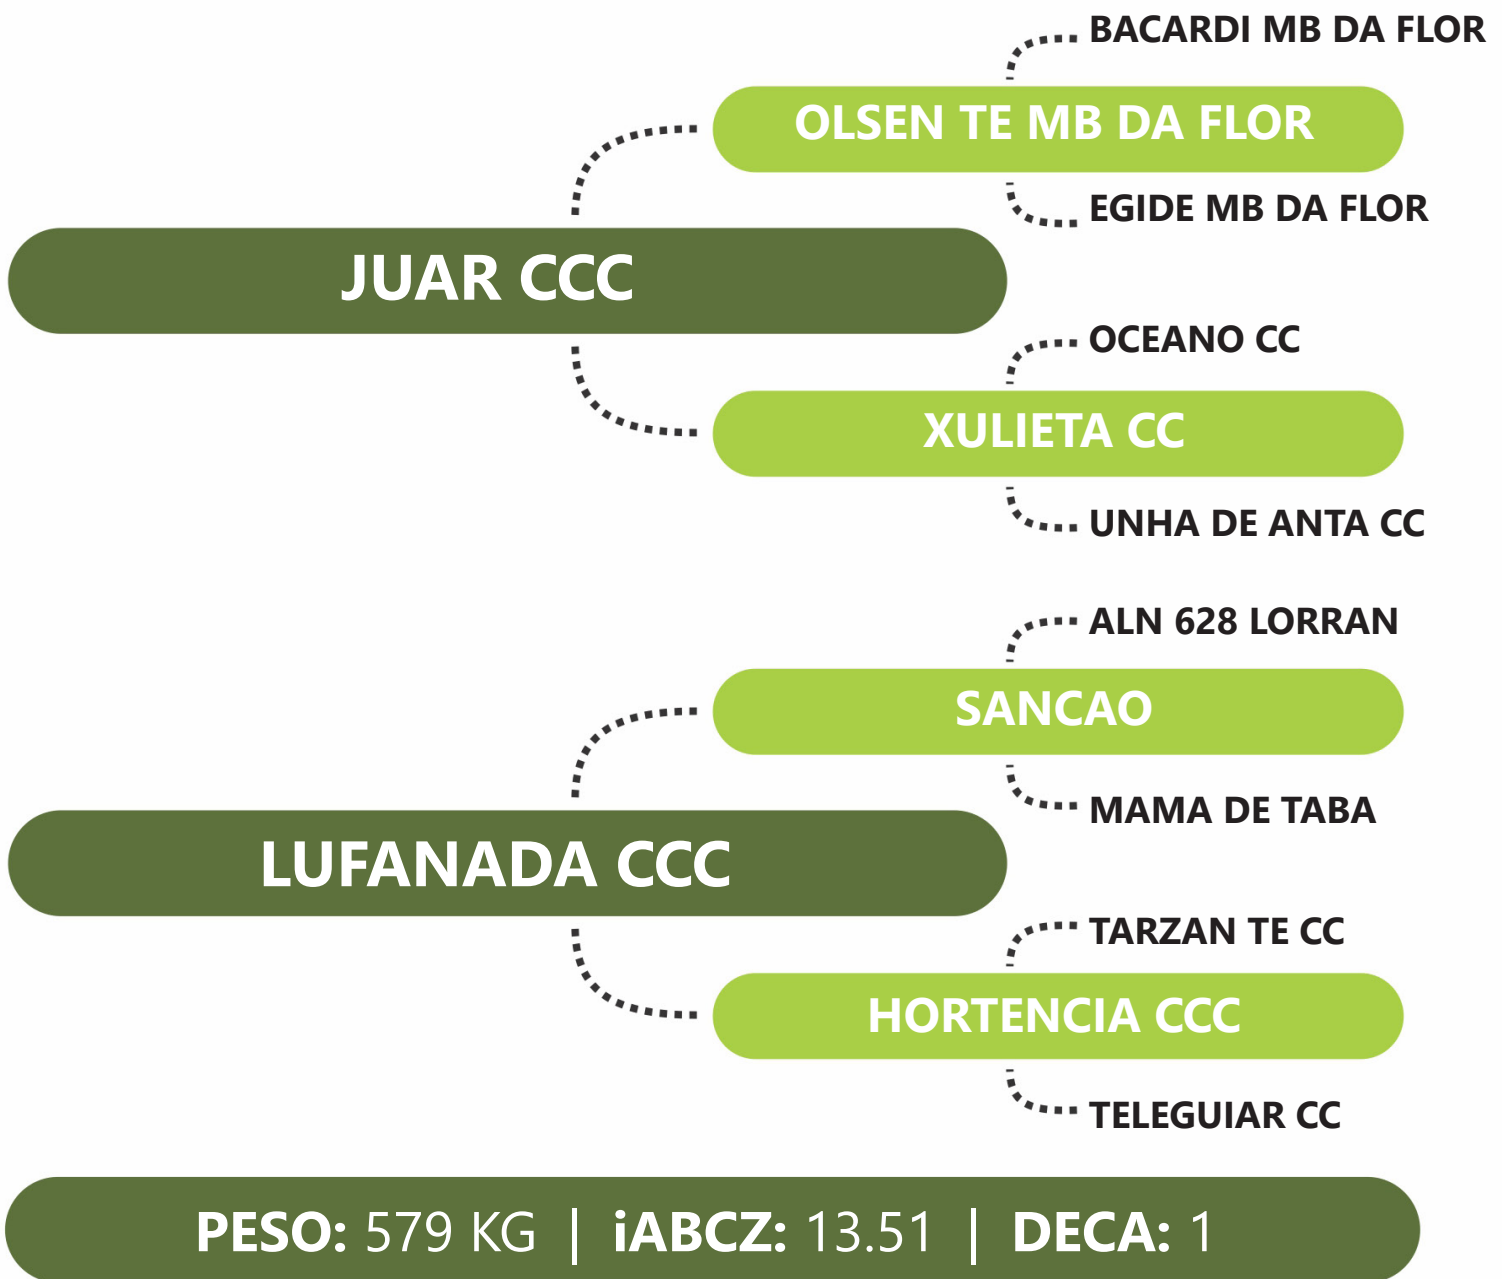 BACARDI MB DA FLOR
OLSEN TE MB DA FLOR
EGIDE MB DA FLOR
JUAR CCC
OCEANO CC
XULIETA CC
UNHA DE ANTA CC
ALN 628 LORRAN
SANCAO
MAMA DE TABA
LUFANADA CCC
TARZAN TE CC
HORTENCIA CCC
TELEGUIAR CC
PESO: 579 KG | iABCZ: 13.51 | DECA: 1